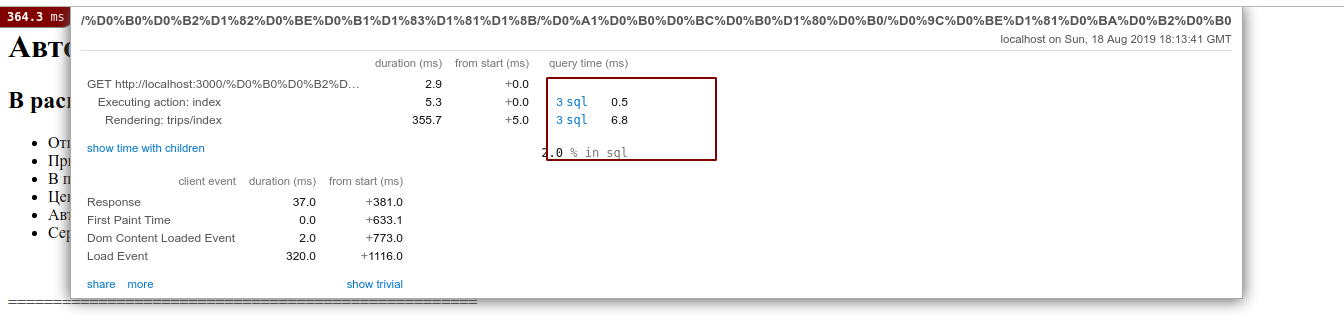 364.3 ms
/%D0%B0%D0%B2%D1%82%D0%BE%D0%B1%D1%83%D1%81%D1%8B/%D0%A1%D0%B0%D0%BC%D0%B0%D1%80%D0%B0/%D0%9C%D0%BE%D1%81%D0%BA%D0%B2%D0%B0
localhost on Sun, 18 Aug 2019 18:13:41 GMT
duration (ms) from start (ms) query time (ms)
GET http://localhost:3000/%D0%B0%D0%B2%D… 2.9 +0.0
Executing action: index 5.3 +0.0 3 sql 0.5
Rendering: trips/index 355.7 +5.0 3 sql 6.8
show time with children
2.0 % in sql
client event duration (ms) from start (ms)
Response 37.0 +381.0
First Paint Time 0.0 +633.1
Dom Content Loaded Event 2.0 +773.0
Load Event 320.0 +1116.0
share more show trivial
====================================================